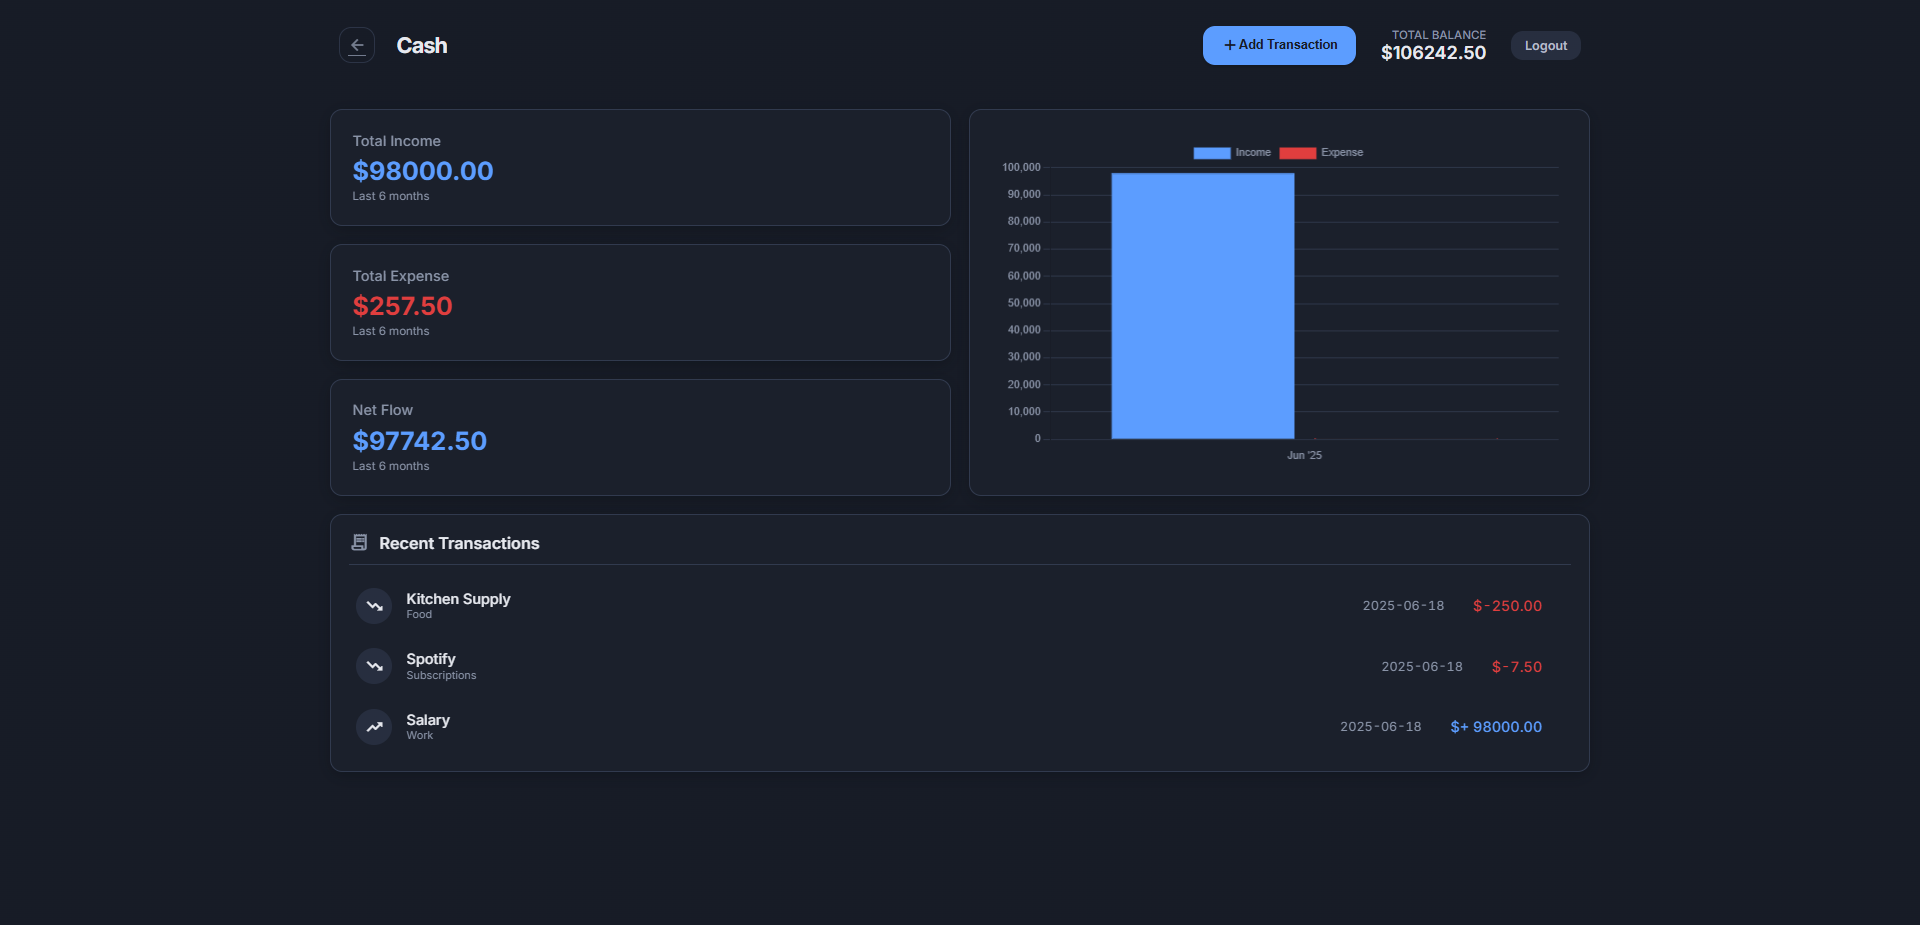 Cash
+ Add Transaction
TOTAL BALANCE
$106242.50
Logout
Total Income
$98000.00
Last 6 months
Total Expense
$257.50
Last 6 months
Net Flow
$97742.50
Last 6 months
Income Expense
100,000
90,000
80,000
70,000
60,000
50,000
40,000
30,000
20,000
10,000
0
Jun '25
Recent Transactions
Kitchen Supply
Food
2025-06-18 $-250.00
Spotify
Subscriptions
2025-06-18 $-7.50
Salary
Work
2025-06-18 $+ 98000.00